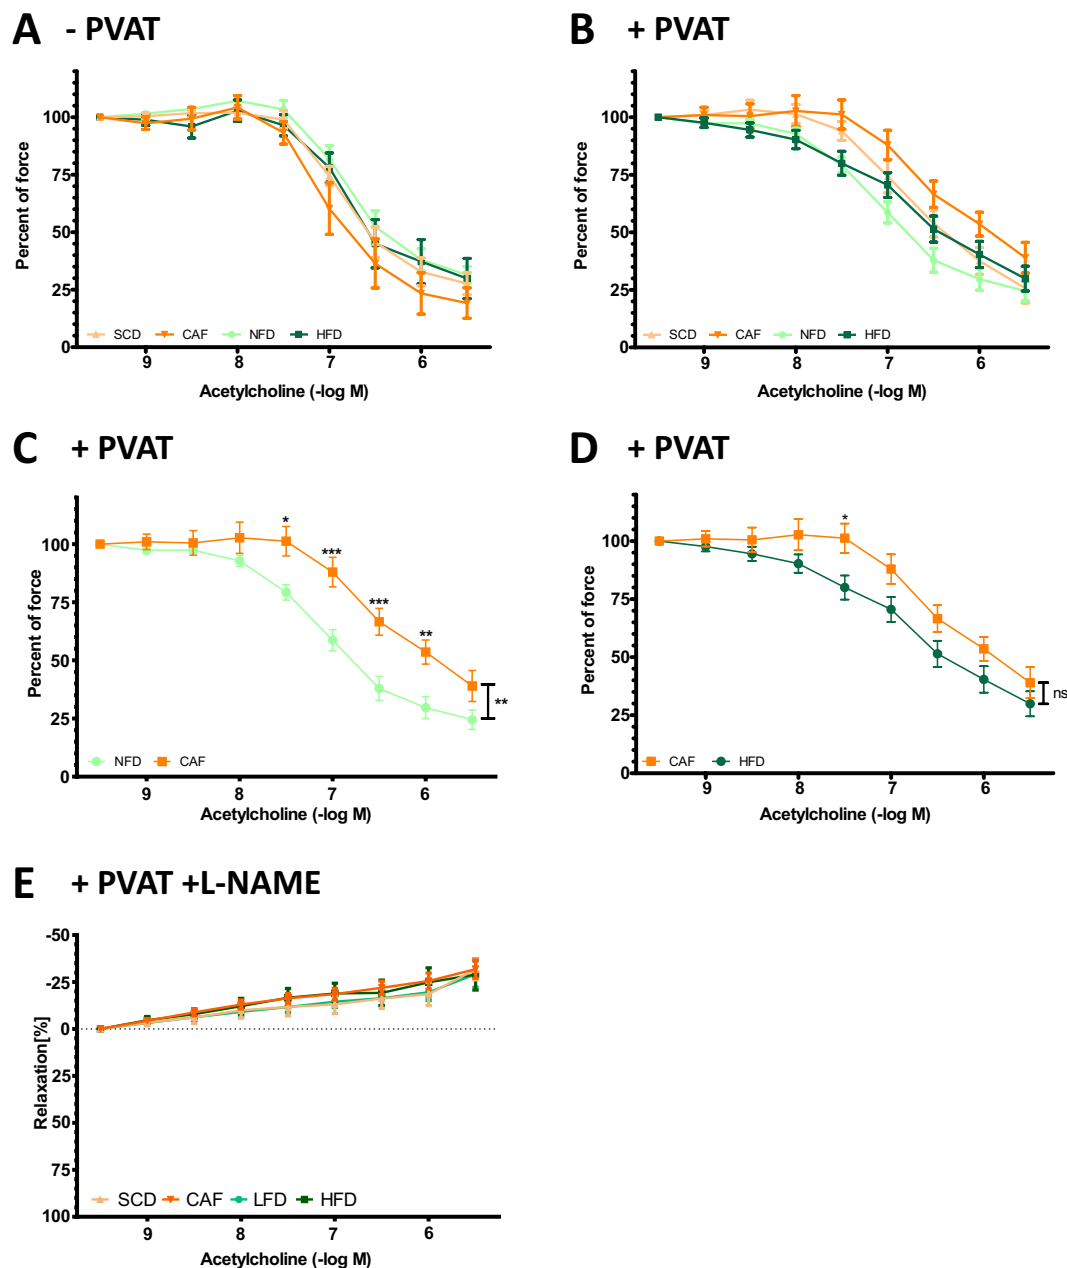 A - PVAT
Percent of force
100
75
50
25
0
SCD CAF NFD HFD
9 8 7 6
Acetylcholine (-log M)
B + PVAT
Percent of force
100
75
50
25
0
SCD CAF NFD HFD
9 8 7 6
Acetylcholine (-log M)
C + PVAT
Percent of force
100
75
50
25
0
* *** *** ** **
NFD CAF
9 8 7 6
Acetylcholine (-log M)
D + PVAT
Percent of force
100
75
50
25
0
*
ns
CAF HFD
9 8 7 6
Acetylcholine (-log M)
E + PVAT +L-NAME
Relaxation[%]
-50
-25
0
25
50
75
100
SCD CAF LFD HFD
9 8 7 6
Acetylcholine (-log M)